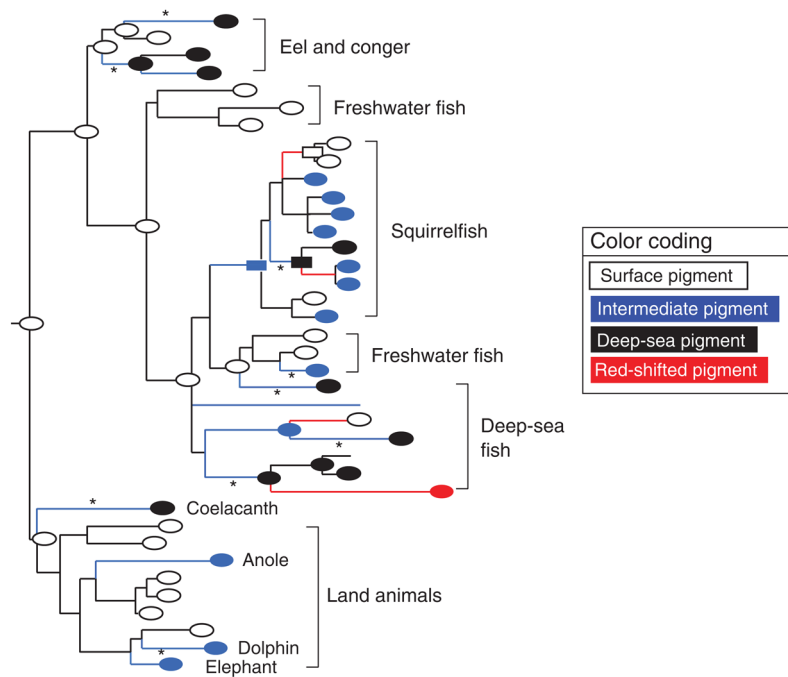 *
Eel and conger
*
Freshwater fish
Squirrelfish
*
Color coding
Surface pigment
Intermediate pigment
Deep-sea pigment
Red-shifted pigment
Freshwater fish
*
*
Deep-sea
fish
*
*
*
Coelacanth
Anole
Land animals
Dolphin
*
Elephant